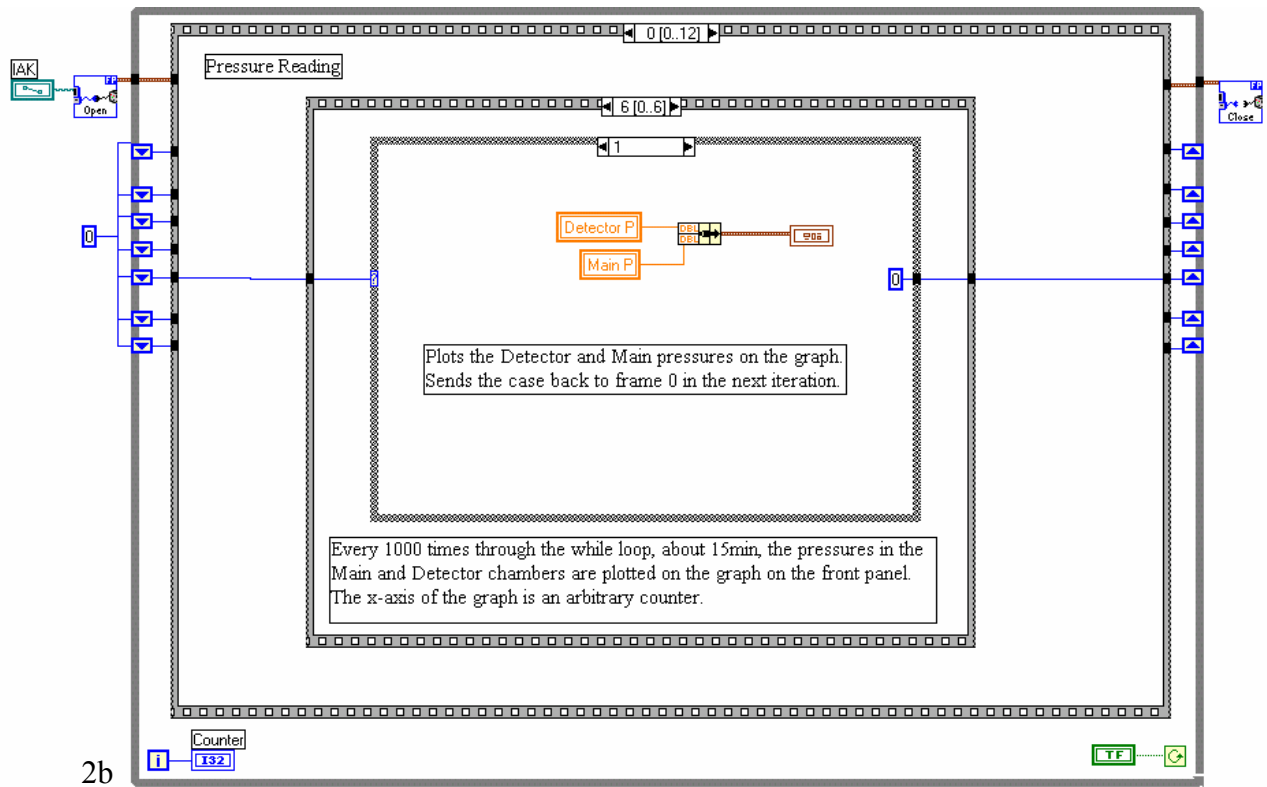 0 [0..12]
IAK
Pressure Reading
FP
Open
FP
Close
6 [0..6]
1
Detector P
DBL
DBL
Main P
0
?
0
Plots the Detector and Main pressures on the graph.
Sends the case back to frame 0 in the next iteration.
Every 1000 times through the while loop, about 15min, the pressures in the
Main and Detector chambers are plotted on the graph on the front panel.
The x-axis of the graph is an arbitrary counter.
Counter
i
I32
TF
2b